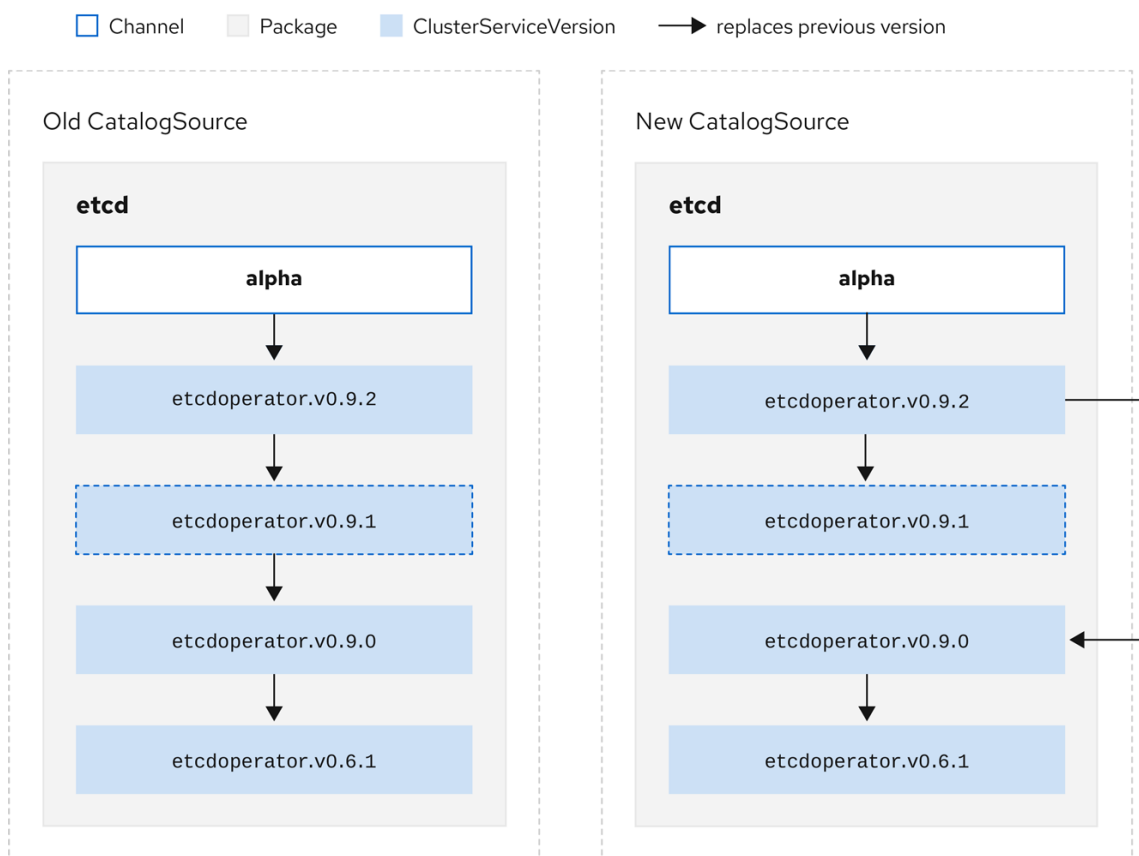 Channel
Package
ClusterServiceVersion
replaces previous version
Old CatalogSource
etcd
alpha
etcdoperator.v0.9.2
etcdoperator.v0.9.1
etcdoperator.v0.9.0
etcdoperator.v0.6.1
New CatalogSource
etcd
alpha
etcdoperator.v0.9.2
etcdoperator.v0.9.1
etcdoperator.v0.9.0
etcdoperator.v0.6.1